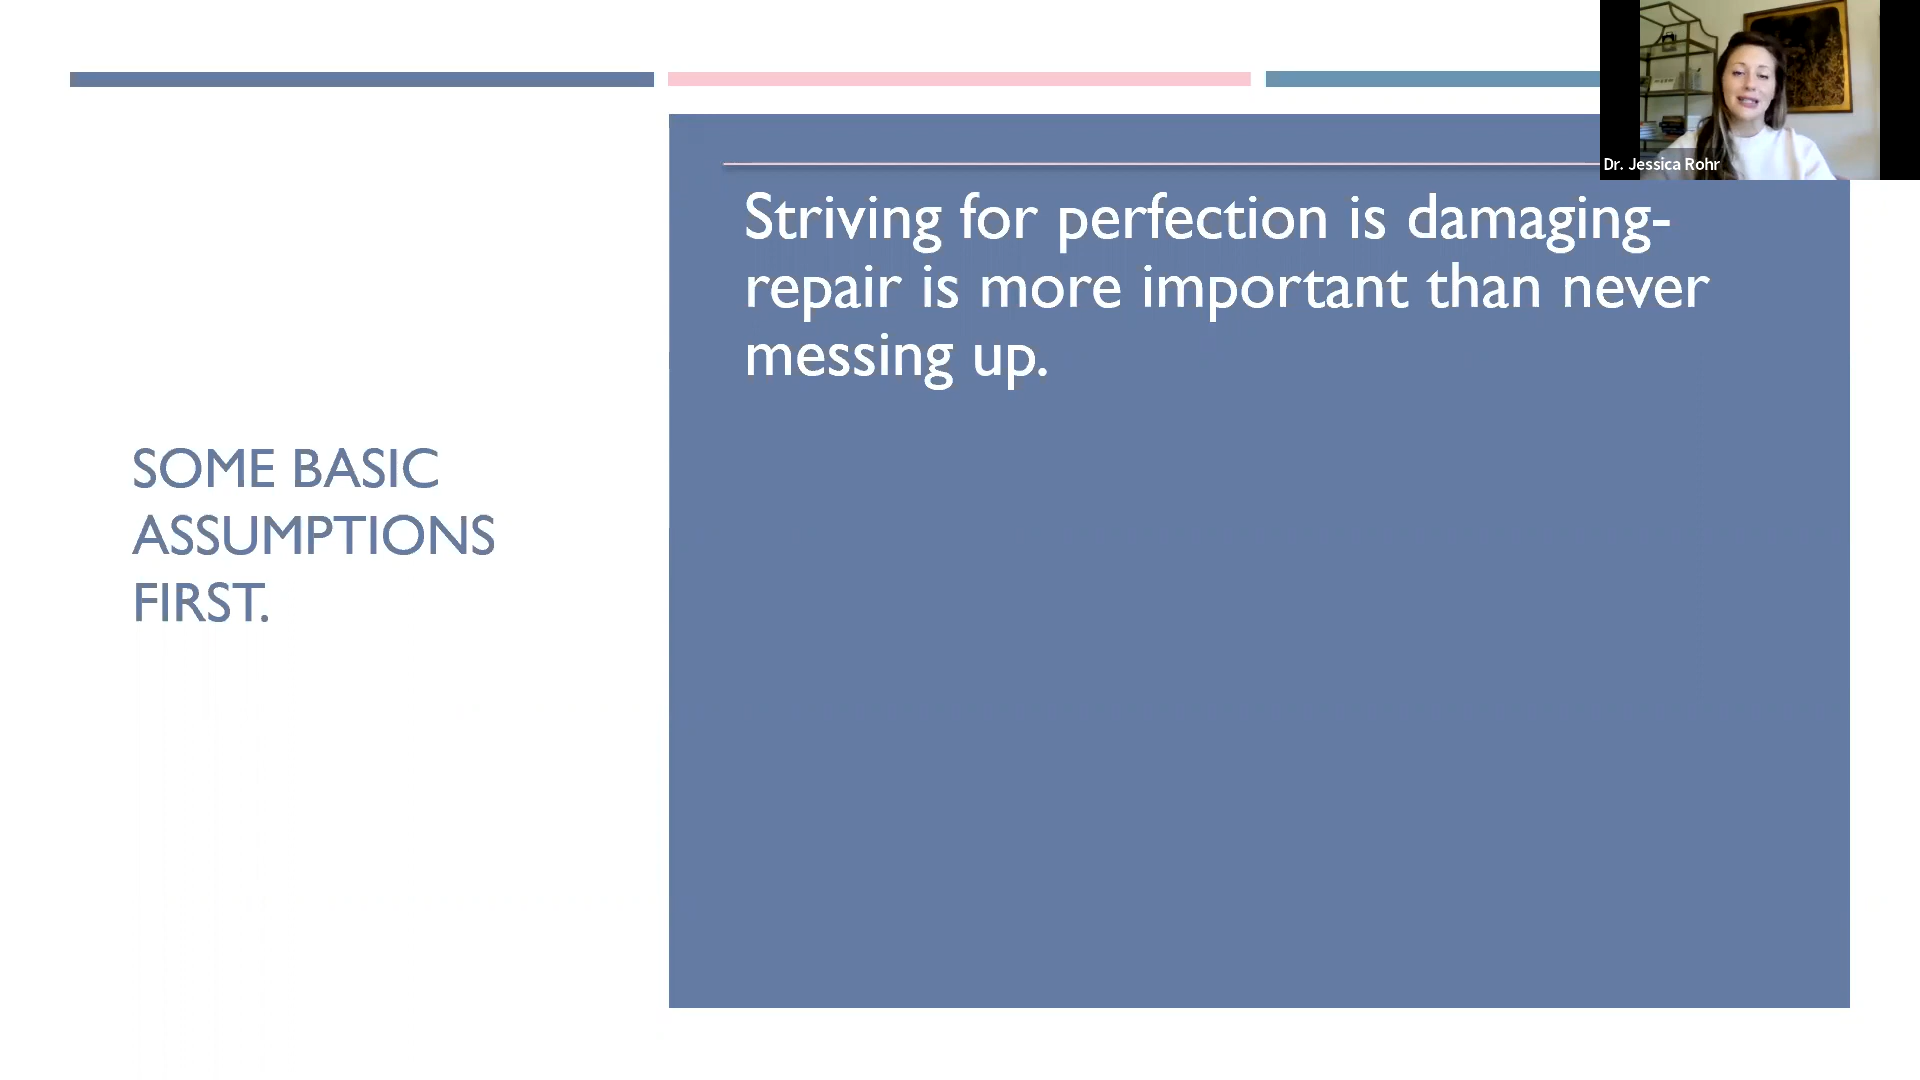 SOME BASIC
ASSUMPTIONS
FIRST.
Striving for perfection is damaging-
repair is more important than never
messing up.
Dr. Jessica Rohr